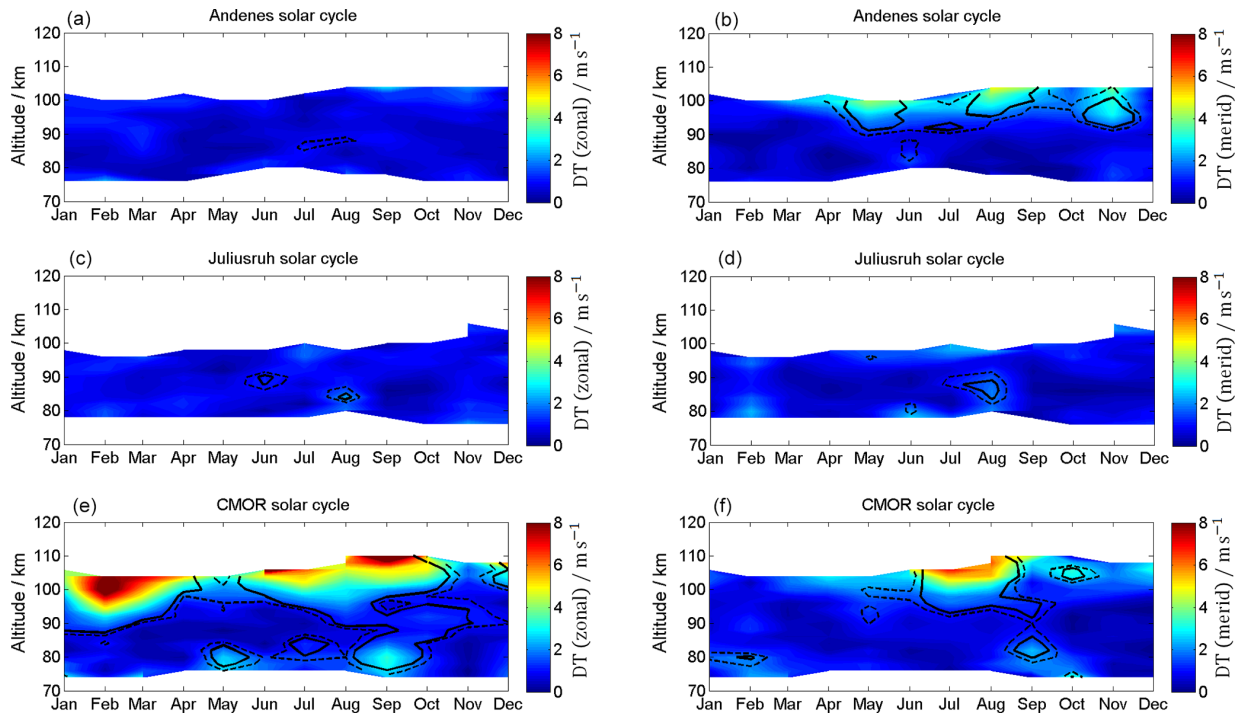 (a) Andenes solar cycle
120
110
100
90
80
70
Altitude / km
Jan Feb Mar Apr May Jun Jul Aug Sep Oct Nov Dec
8
6
4
2
0
DT (zonal) / m s−1
(b) Andenes solar cycle
120
110
100
90
80
70
Altitude / km
Jan Feb Mar Apr May Jun Jul Aug Sep Oct Nov Dec
8
6
4
2
0
DT (merid) / m s−1
(c) Juliusruh solar cycle
120
110
100
90
80
70
Altitude / km
Jan Feb Mar Apr May Jun Jul Aug Sep Oct Nov Dec
8
6
4
2
0
DT (zonal) / m s−1
(d) Juliusruh solar cycle
120
110
100
90
80
70
Altitude / km
Jan Feb Mar Apr May Jun Jul Aug Sep Oct Nov Dec
8
6
4
2
0
DT (merid) / m s−1
(e) CMOR solar cycle
120
110
100
90
80
70
Altitude / km
Jan Feb Mar Apr May Jun Jul Aug Sep Oct Nov Dec
8
6
4
2
0
DT (zonal) / m s−1
(f) CMOR solar cycle
120
110
100
90
80
70
Altitude / km
Jan Feb Mar Apr May Jun Jul Aug Sep Oct Nov Dec
8
6
4
2
0
DT (merid) / m s−1